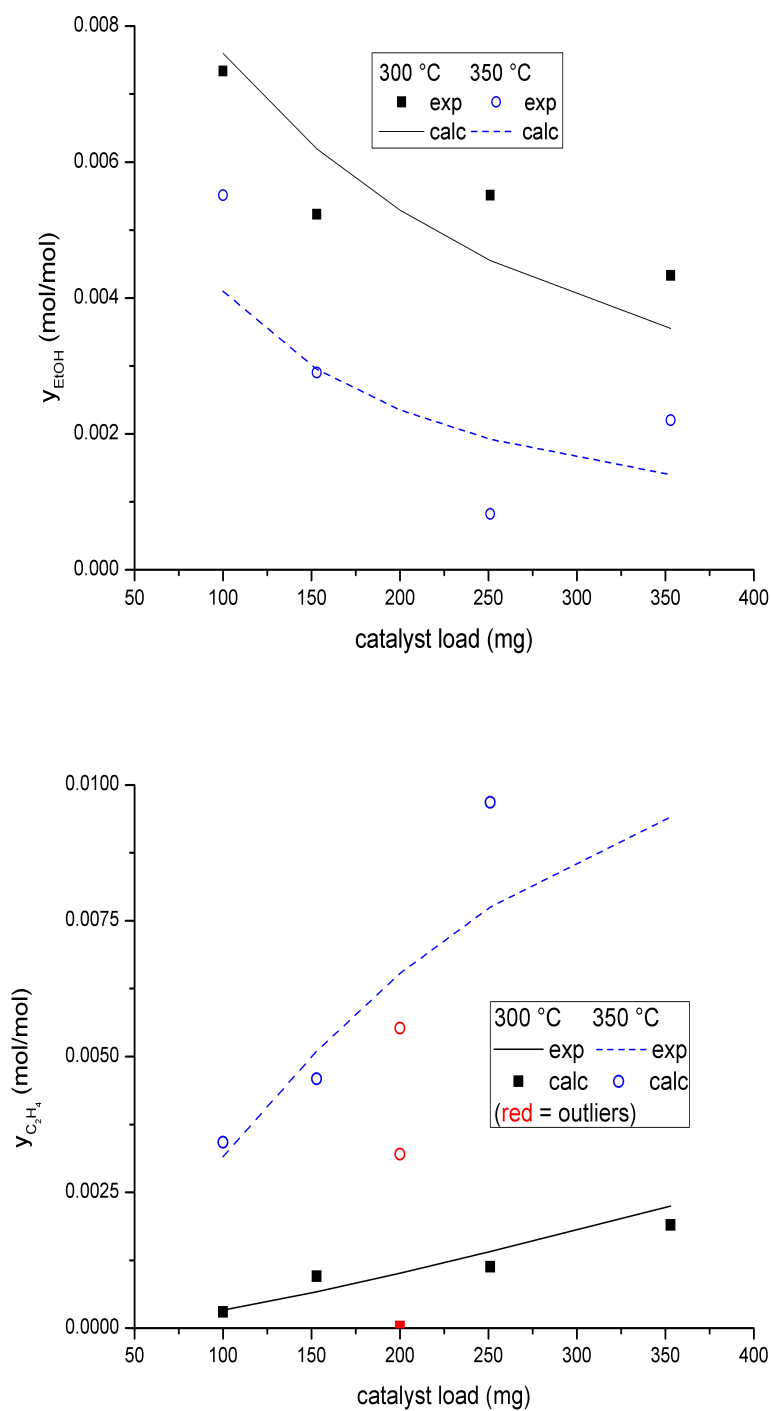 0.008
0.006
0.004
0.002
0.000
y EtOH (mol/mol)
300 °C 350 °C
exp exp
calc calc
50 100 150 200 250 300 350 400
catalyst load (mg)
0.0100
0.0075
0.0050
0.0025
0.0000
y C2H4 (mol/mol)
300 °C 350 °C
exp exp
calc calc
(red = outliers)
50 100 150 200 250 300 350 400
catalyst load (mg)